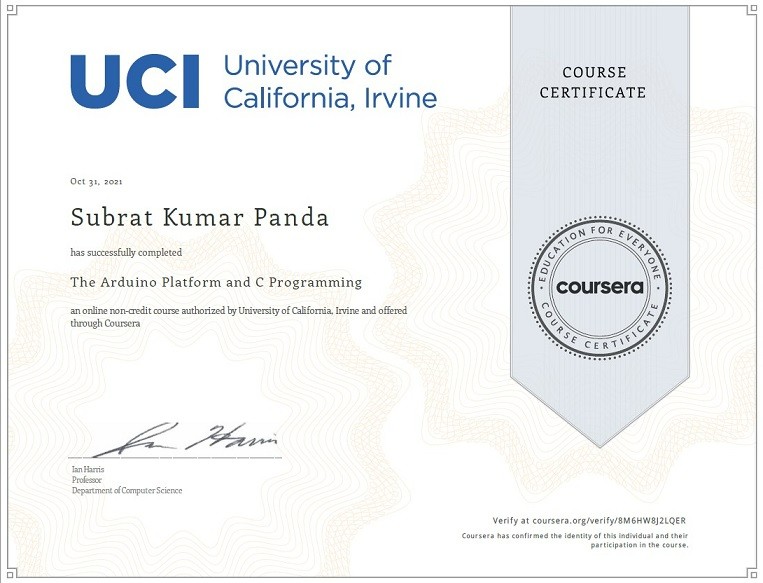 UCI University of
California, Irvine
COURSE
CERTIFICATE
Oct 31, 2021
Subrat Kumar Panda
has successfully completed
The Arduino Platform and C Programming
an online non-credit course authorized by University of California, Irvine and offered
through Coursera
EDUCATION FOR EVERYONE
coursera
COURSE CERTIFICATE
Ian Harris
Ian Harris
Professor
Department of Computer Science
Verify at coursera.org/verify/8M6HW8J2LQER
Coursera has confirmed the identity of this individual and their
participation in the course.